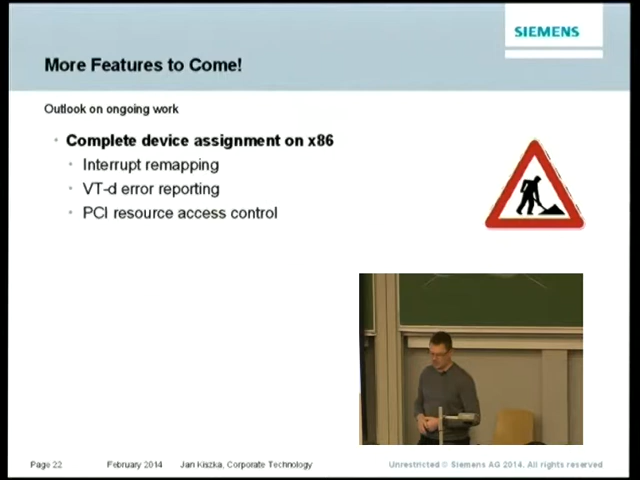 SIEMENS
More Features to Come!
Outlook on ongoing work
Complete device assignment on x86
Interrupt remapping
VT-d error reporting
PCI resource access control
Page 22 February 2014 Jan Kiszka, Corporate Technology Unrestricted © Siemens AG 2014. All rights reserved